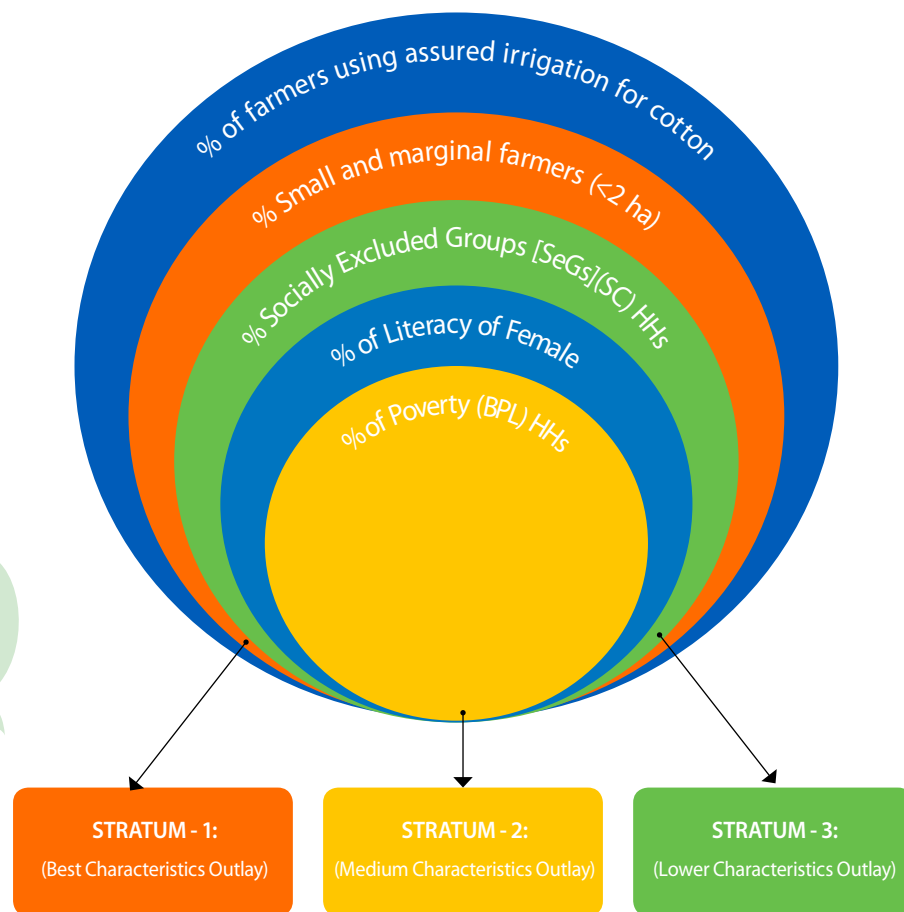 % of farmers using assured irrigation for cotton
% Small and marginal farmers (<2 ha)
% Socially Excluded Groups [SeGs](SC) HHs
% of Literacy of Female
% of Poverty (BPL) HHs
STRATUM - 1:
(Best Characteristics Outlay)
STRATUM - 2:
(Medium Characteristics Outlay)
STRATUM - 3:
(Lower Characteristics Outlay)